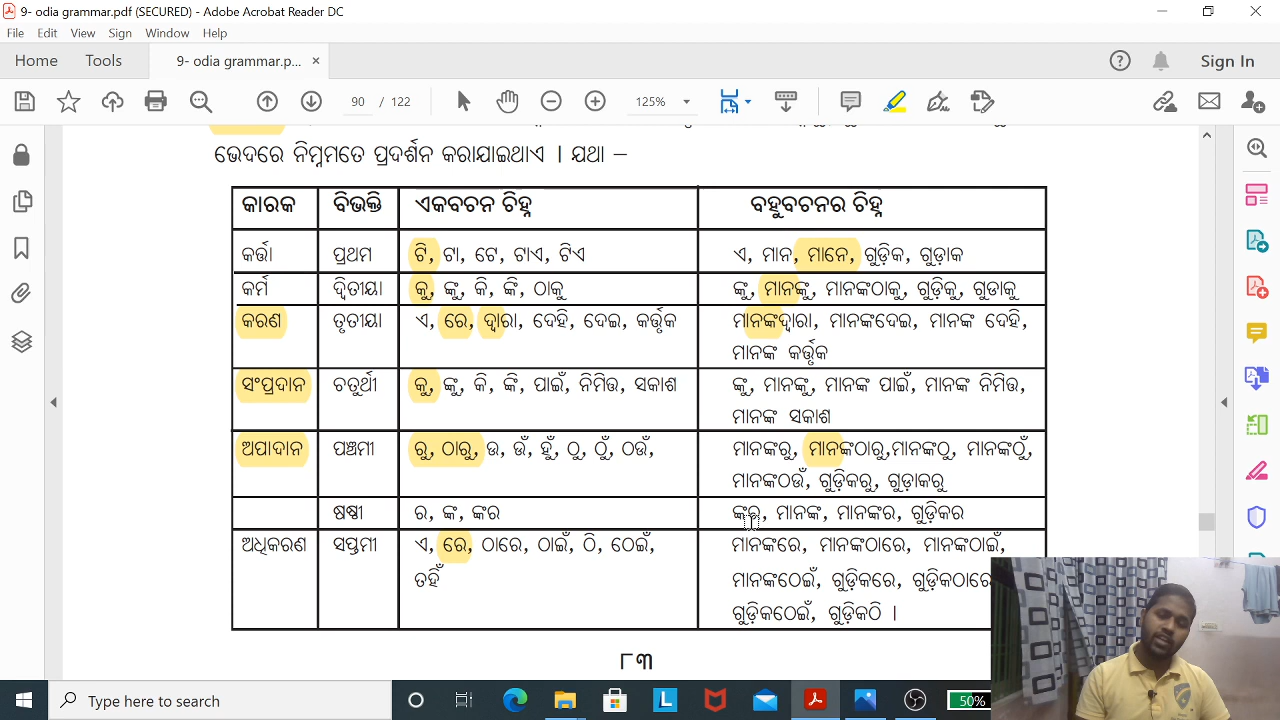 9- odia grammar.pdf (SECURED) - Adobe Acrobat Reader DC
File Edit View Sign Window Help
Home Tools 9- odia grammar.p... × Sign In
90 / 122 125%
ଭେଦରେ ନିମ୍ନମତେ ପ୍ରଦର୍ଶନ କରାଯାଇଥାଏ । ଯଥା –
କାରକ ବିଭକ୍ତି ଏକବଚନ ଚିହ୍ନ ବହୁବଚନର ଚିହ୍ନ
କର୍ତ୍ତା ପ୍ରଥମ ଟି, ଟା, ଟେ, ଟାଏ, ଟିଏ ଏ, ମାନ, ମାନେ, ଗୁଡ଼ିକ, ଗୁଡ଼ାକ
କର୍ମ ଦ୍ୱିତୀୟା କୁ, ଙ୍କୁ, କି, ଙ୍କି, ଠାକୁ ଙ୍କୁ, ମାନଙ୍କୁ, ମାନଙ୍କଠାକୁ, ଗୁଡ଼ିକୁ, ଗୁଡାକୁ
କରଣ ତୃତୀୟା ଏ, ରେ, ଦ୍ୱାରା, ଦେହି, ଦେଇ, କର୍ତ୍ତୃକ ମାନଙ୍କଦ୍ୱାରା, ମାନଙ୍କଦେଇ, ମାନଙ୍କ ଦେହି,
ମାନଙ୍କ କର୍ତ୍ତୃକ
ସଂପ୍ରଦାନ ଚତୁର୍ଥୀ କୁ, ଙ୍କୁ, କି, ଙ୍କି, ପାଇଁ, ନିମିତ୍ତ, ସକାଶ ଙ୍କୁ, ମାନଙ୍କୁ, ମାନଙ୍କ ପାଇଁ, ମାନଙ୍କ ନିମିତ୍ତ,
ମାନଙ୍କ ସକାଶ
ଅପାଦାନ ପଞ୍ଚମୀ ରୁ, ଠାରୁ, ଉ, ଉଁ, ହୁଁ, ଠୁ, ଠୁଁ, ଠଉଁ, ମାନଙ୍କରୁ, ମାନଙ୍କଠାରୁ,ମାନଙ୍କଠୁ, ମାନଙ୍କଠୁଁ,
ମାନଙ୍କଠଉଁ, ଗୁଡ଼ିକରୁ, ଗୁଡ଼ାକରୁ
ଷଷ୍ଠୀ ର, ଙ୍କ, ଙ୍କର ଙ୍କର, ମାନଙ୍କ, ମାନଙ୍କର, ଗୁଡ଼ିକର
ଅଧିକରଣ ସପ୍ତମୀ ଏ, ରେ, ଠାରେ, ଠାଇଁ, ଠି, ଠେଇଁ, ମାନଙ୍କରେ, ମାନଙ୍କଠାରେ, ମାନଙ୍କଠାଇଁ,
ତହିଁ ମାନଙ୍କଠେଇଁ, ଗୁଡ଼ିକରେ, ଗୁଡ଼ିକଠାରେ
ଗୁଡ଼ିକଠେଇଁ, ଗୁଡ଼ିକଠି ।
୮୩
Type here to search 50%